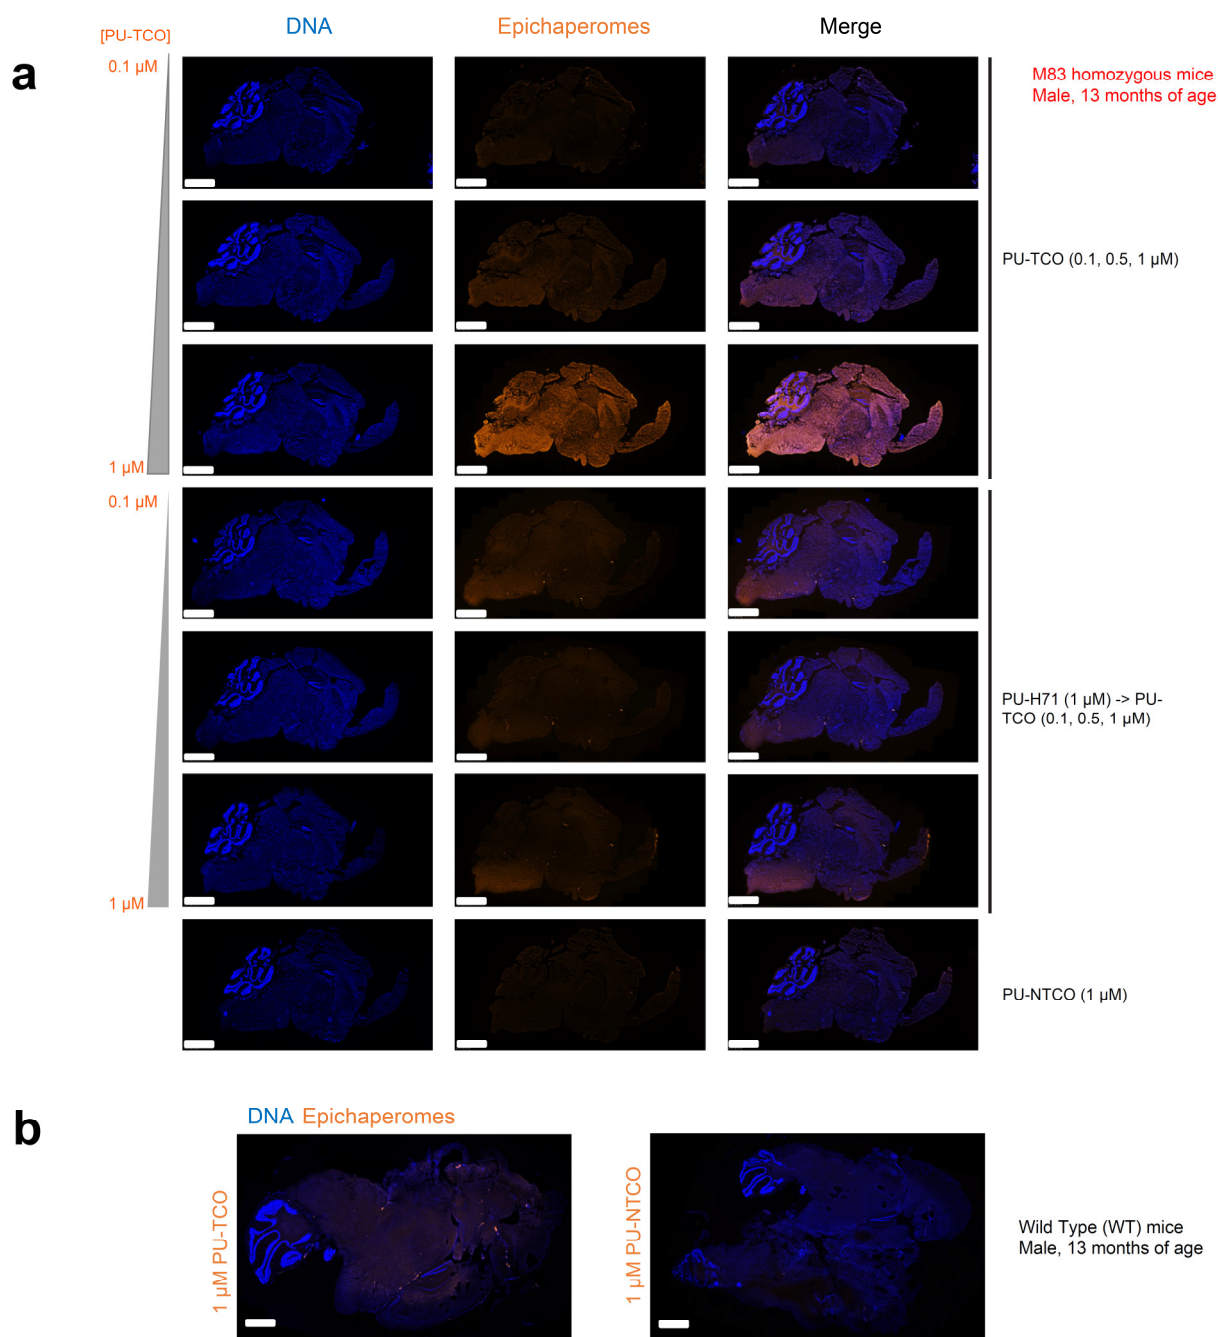 DNA Epichaperomes Merge
[PU-TCO]
a
0.1 µM
M83 homozygous mice
Male, 13 months of age
PU-TCO (0.1, 0.5, 1 µM)
1 µM
0.1 µM
PU-H71 (1 µM) -> PU-
TCO (0.1, 0.5, 1 µM)
1 µM
PU-NTCO (1 µM)
b
DNA Epichaperomes
1 µM PU-TCO
1 µM PU-NTCO
Wild Type (WT) mice
Male, 13 months of age